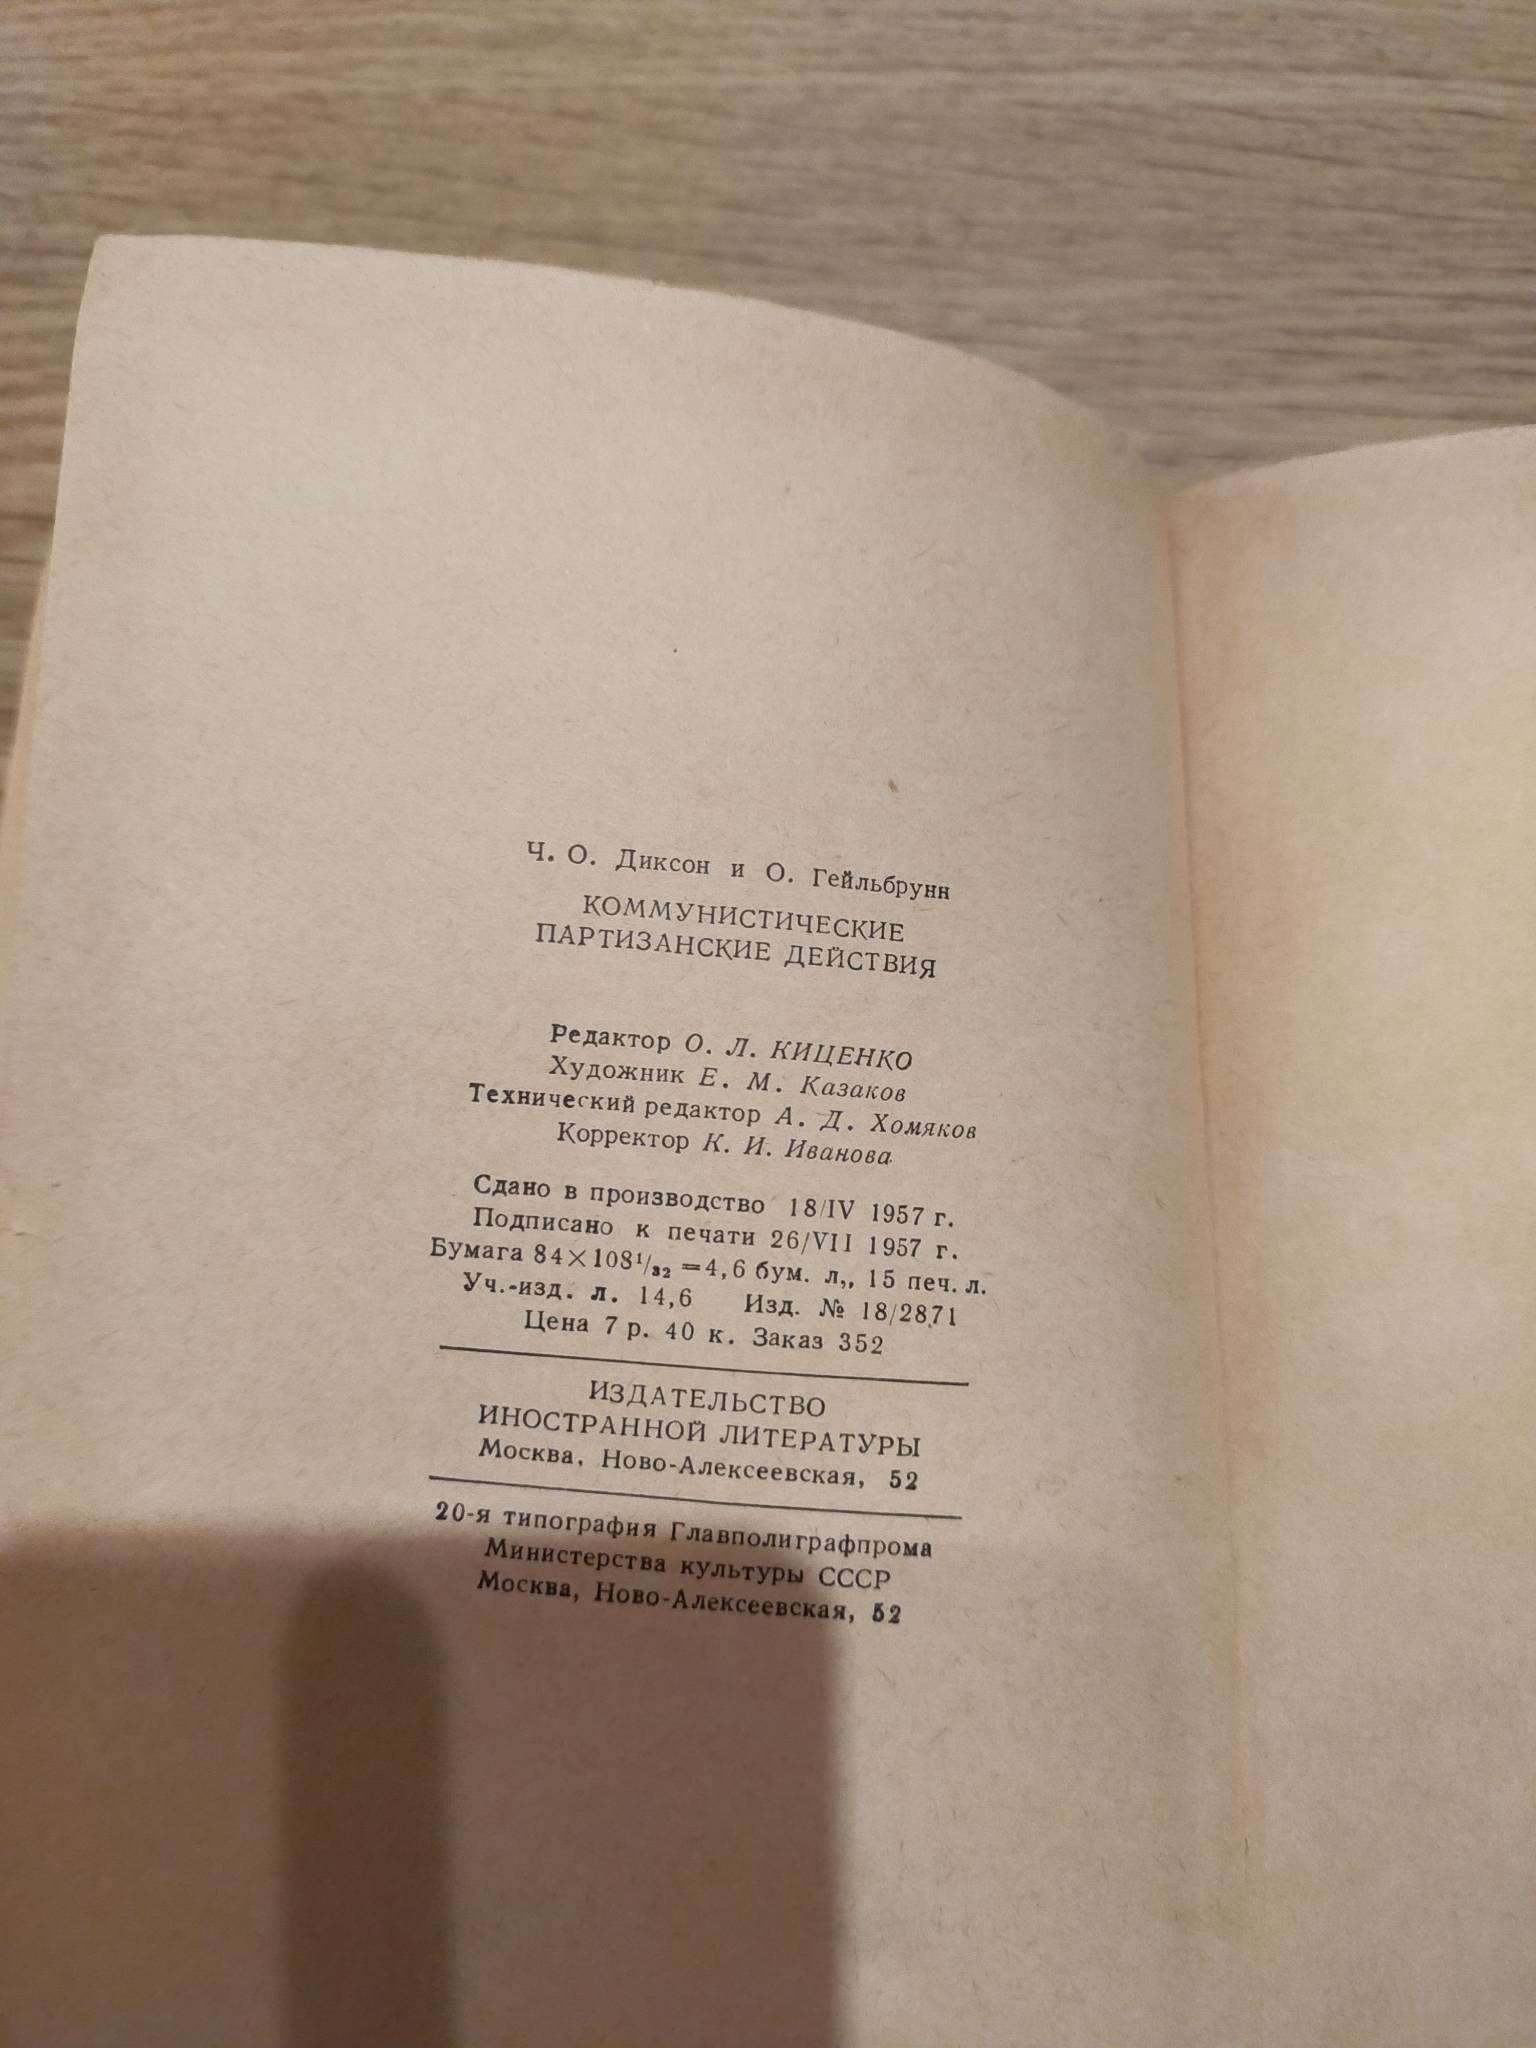 Ч. О. Диксон и О. Гейльбрунн
КОММУНИСТИЧЕСКИЕ
ПАРТИЗАНСКИЕ ДЕЙСТВИЯ
Редактор О. Л. КИЦЕНКО
Художник Е. М. Казаков
Технический редактор А. Д. Хомяков
Корректор К. И. Иванова
Сдано в производство 18/IV 1957 г.
Подписано к печати 26/VII 1957 г.
Бумага 84×108¹/₃₂ =4,6 бум. л,, 15 печ. л.
Уч.-изд. л. 14,6 Изд. № 18/2871
Цена 7 р. 40 к. Заказ 352
ИЗДАТЕЛЬСТВО
ИНОСТРАННОЙ ЛИТЕРАТУРЫ
Москва, Ново-Алексеевская, 52
20-я типография Главполиграфпрома
Министерства культуры СССР
Москва, Ново-Алексеевская, 52